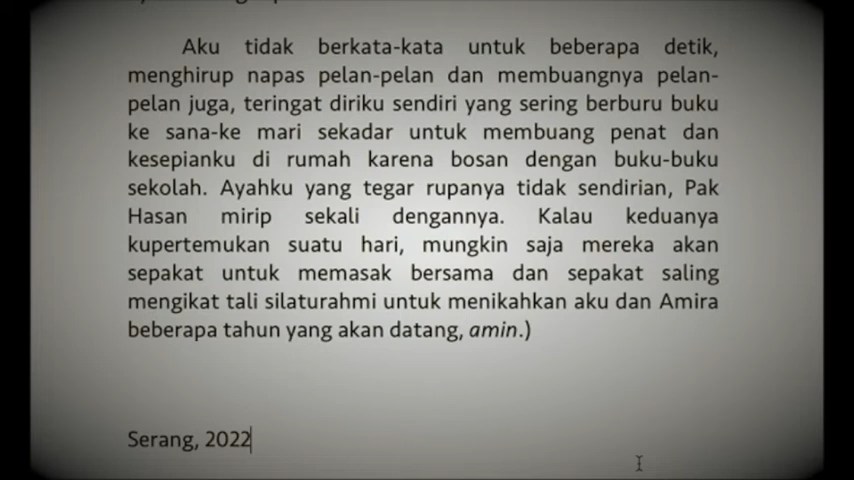 Aku tidak berkata-kata untuk beberapa detik,
menghirup napas pelan-pelan dan membuangnya pelan-
pelan juga, teringat diriku sendiri yang sering berburu buku
ke sana-ke mari sekadar untuk membuang penat dan
kesepianku di rumah karena bosan dengan buku-buku
sekolah. Ayahku yang tegar rupanya tidak sendirian, Pak
Hasan mirip sekali dengannya. Kalau keduanya
kupertemukan suatu hari, mungkin saja mereka akan
sepakat untuk memasak bersama dan sepakat saling
mengikat tali silaturahmi untuk menikahkan aku dan Amira
beberapa tahun yang akan datang, amin.)
Serang, 2022